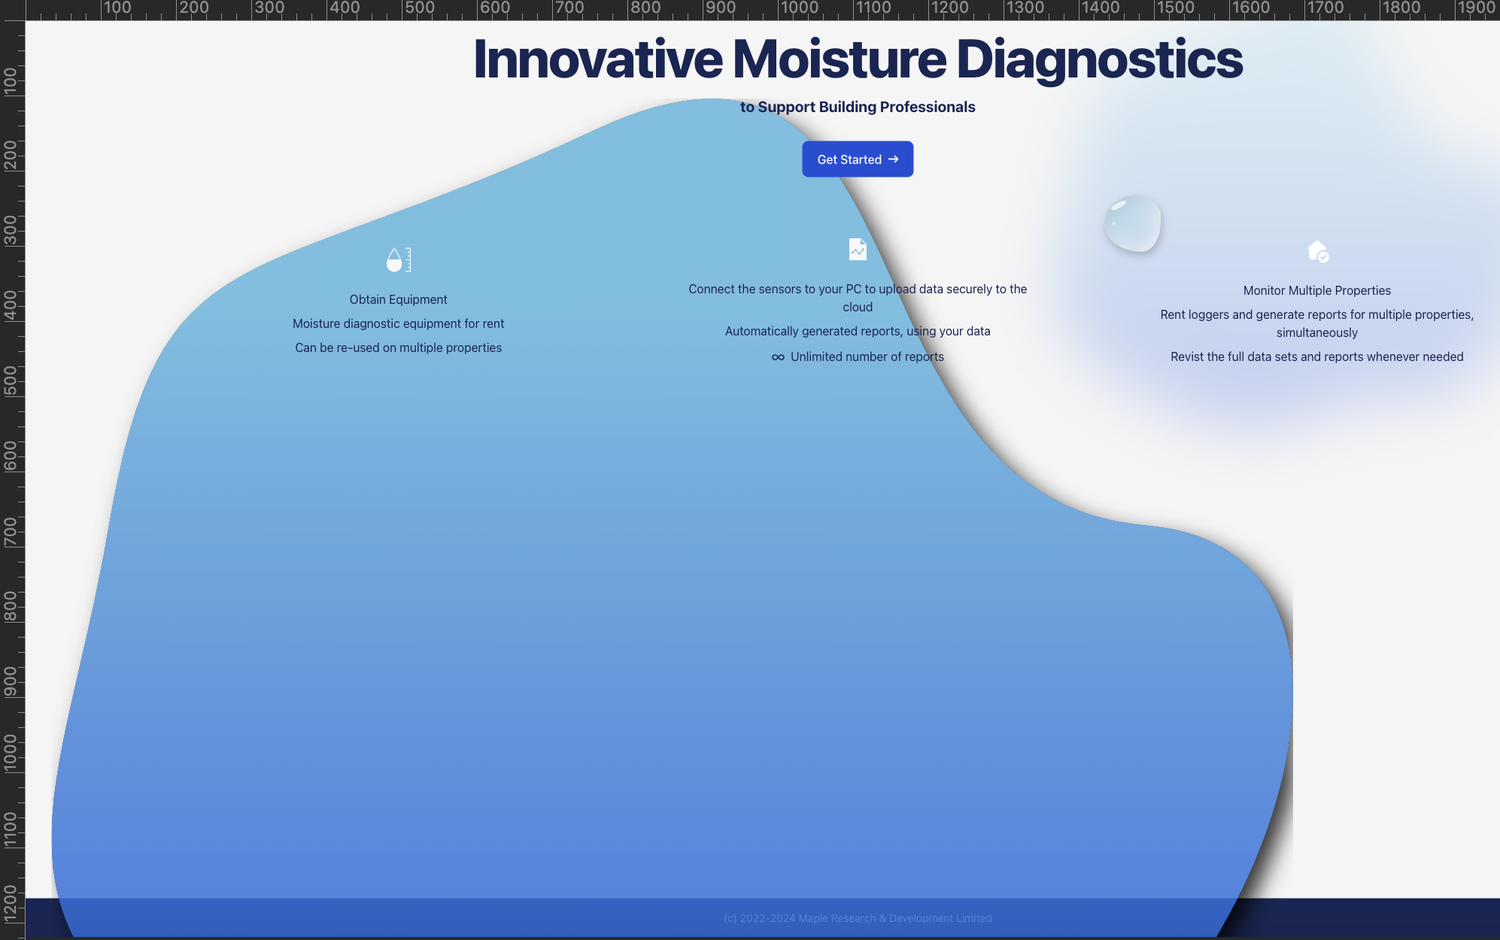 100 200 300 400 500 600 700 800 900 1000 1100 1200 1300 1400 1500 1600 1700 1800 1900
100
200
300
400
500
600
700
800
900
1000
1100
1200
Innovative Moisture Diagnostics
to Support Building Professionals
Get Started →
Obtain Equipment
Moisture diagnostic equipment for rent
Can be re-used on multiple properties
Connect the sensors to your PC to upload data securely to the
cloud
Automatically generated reports, using your data
∞ Unlimited number of reports
Monitor Multiple Properties
Rent loggers and generate reports for multiple properties,
simultaneously
Revist the full data sets and reports whenever needed
(c) 2022-2024 Maple Research & Development Limited